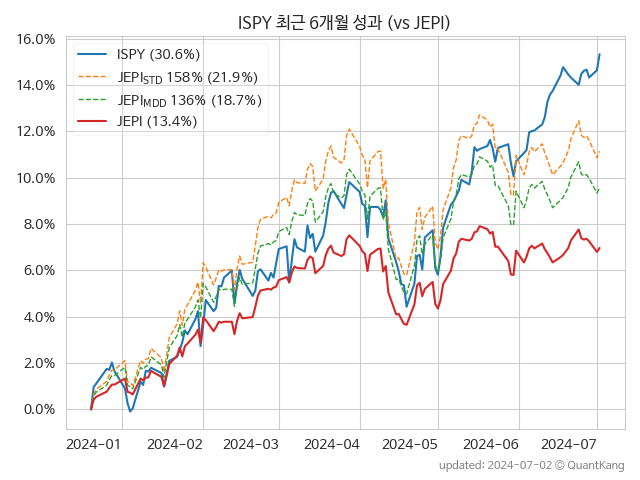 ISPY 최근 6개월 성과 (vs JEPI)
16.0%
14.0%
12.0%
10.0%
8.0%
6.0%
4.0%
2.0%
0.0%
ISPY (30.6%)
JEPI_STD 158% (21.9%)
JEPI_MDD 136% (18.7%)
JEPI (13.4%)
2024-01 2024-02 2024-03 2024-04 2024-05 2024-06 2024-07
updated: 2024-07-02 © QuantKang